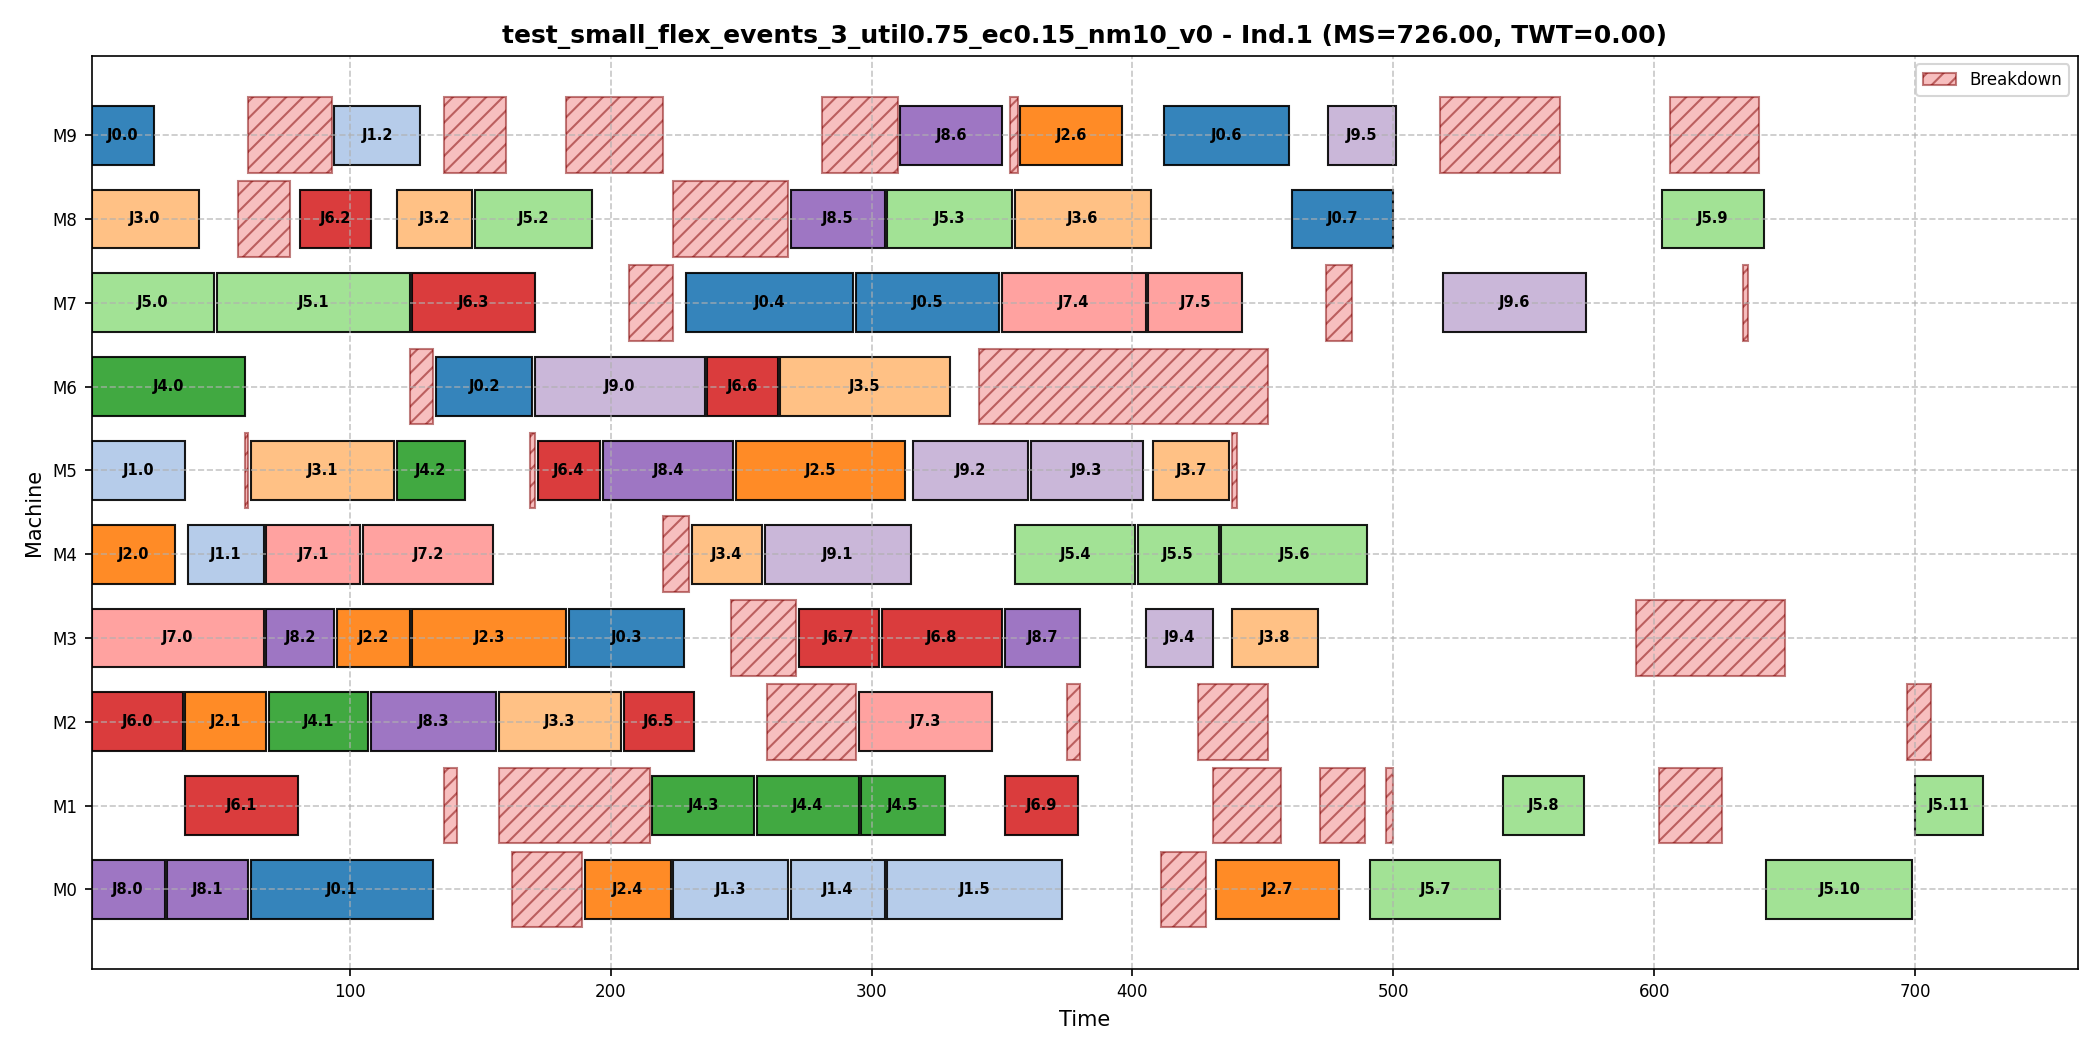 test_small_flex_events_3_util0.75_ec0.15_nm10_v0 - Ind.1 (MS=726.00, TWT=0.00)
Breakdown
M9 J0.0 J1.2 J8.6 J2.6 J0.6 J9.5
M8 J3.0 J6.2 J3.2 J5.2 J8.5 J5.3 J3.6 J0.7 J5.9
M7 J5.0 J5.1 J6.3 J0.4 J0.5 J7.4 J7.5 J9.6
M6 J4.0 J0.2 J9.0 J6.6 J3.5
M5 J1.0 J3.1 J4.2 J6.4 J8.4 J2.5 J9.2 J9.3 J3.7
M4 J2.0 J1.1 J7.1 J7.2 J3.4 J9.1 J5.4 J5.5 J5.6
M3 J7.0 J8.2 J2.2 J2.3 J0.3 J6.7 J6.8 J8.7 J9.4 J3.8
M2 J6.0 J2.1 J4.1 J8.3 J3.3 J6.5 J7.3
M1 J6.1 J4.3 J4.4 J4.5 J6.9 J5.8 J5.11
M0 J8.0 J8.1 J0.1 J2.4 J1.3 J1.4 J1.5 J2.7 J5.7 J5.10
Machine
100 200 300 400 500 600 700
Time